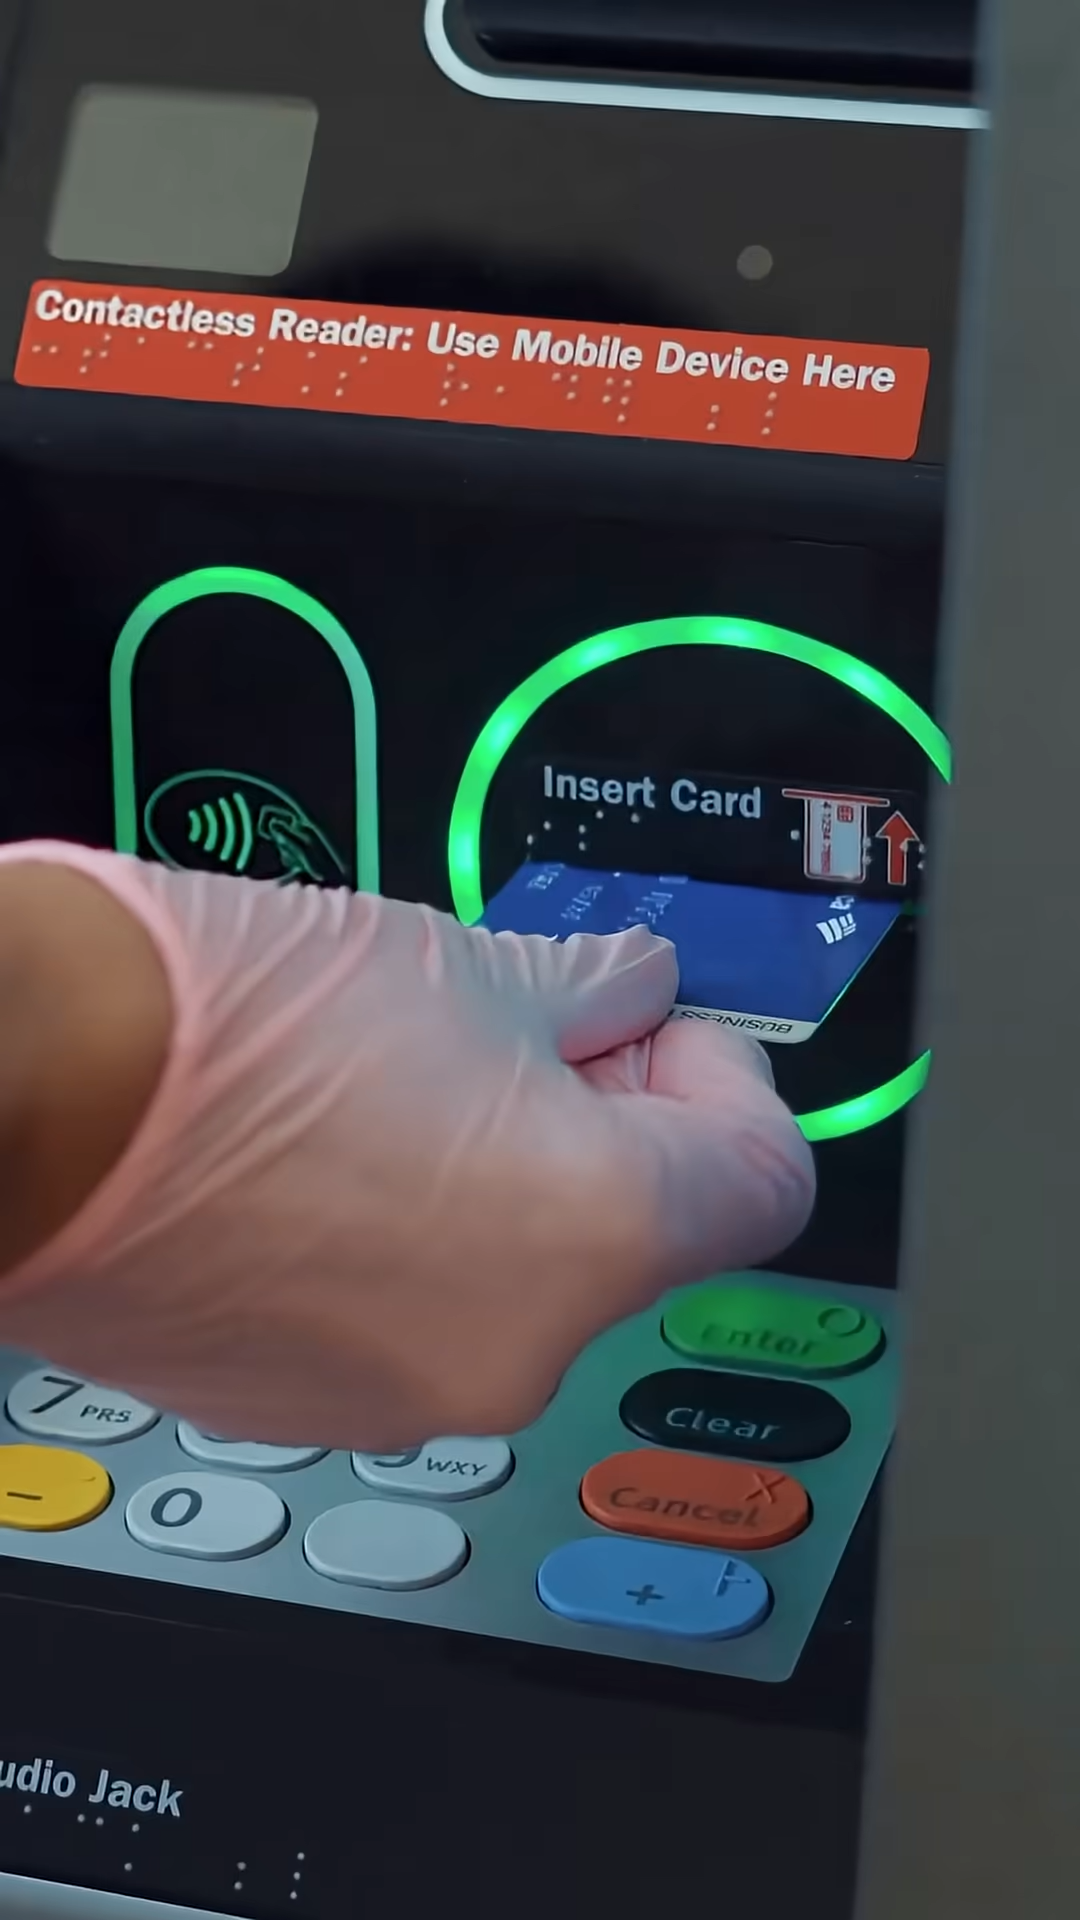 Contactless Reader: Use Mobile Device Here
Insert Card
BUSINESS
Enter
Clear
7 PRS
WXY
Cancel
0
-
+
udio Jack